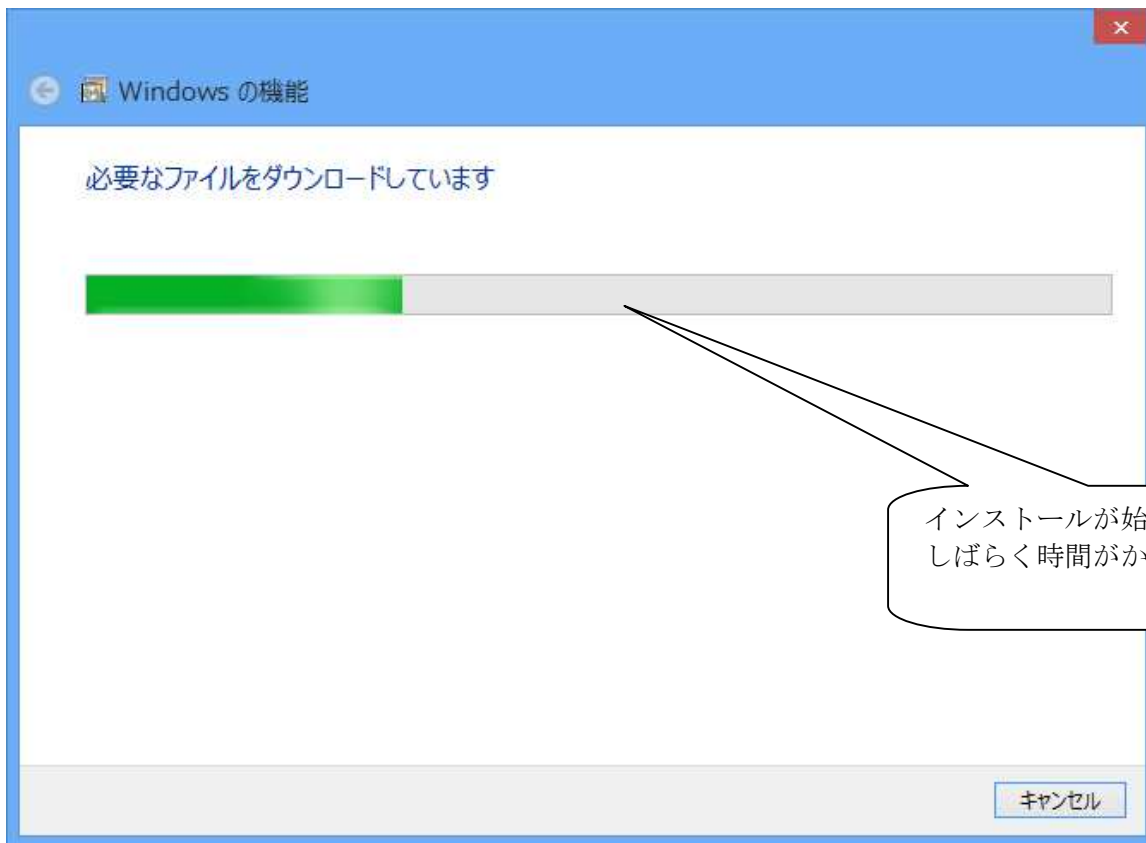 Windows の機能
必要なファイルをダウンロードしています
インストールが始
しばらく時間がか
キャンセル